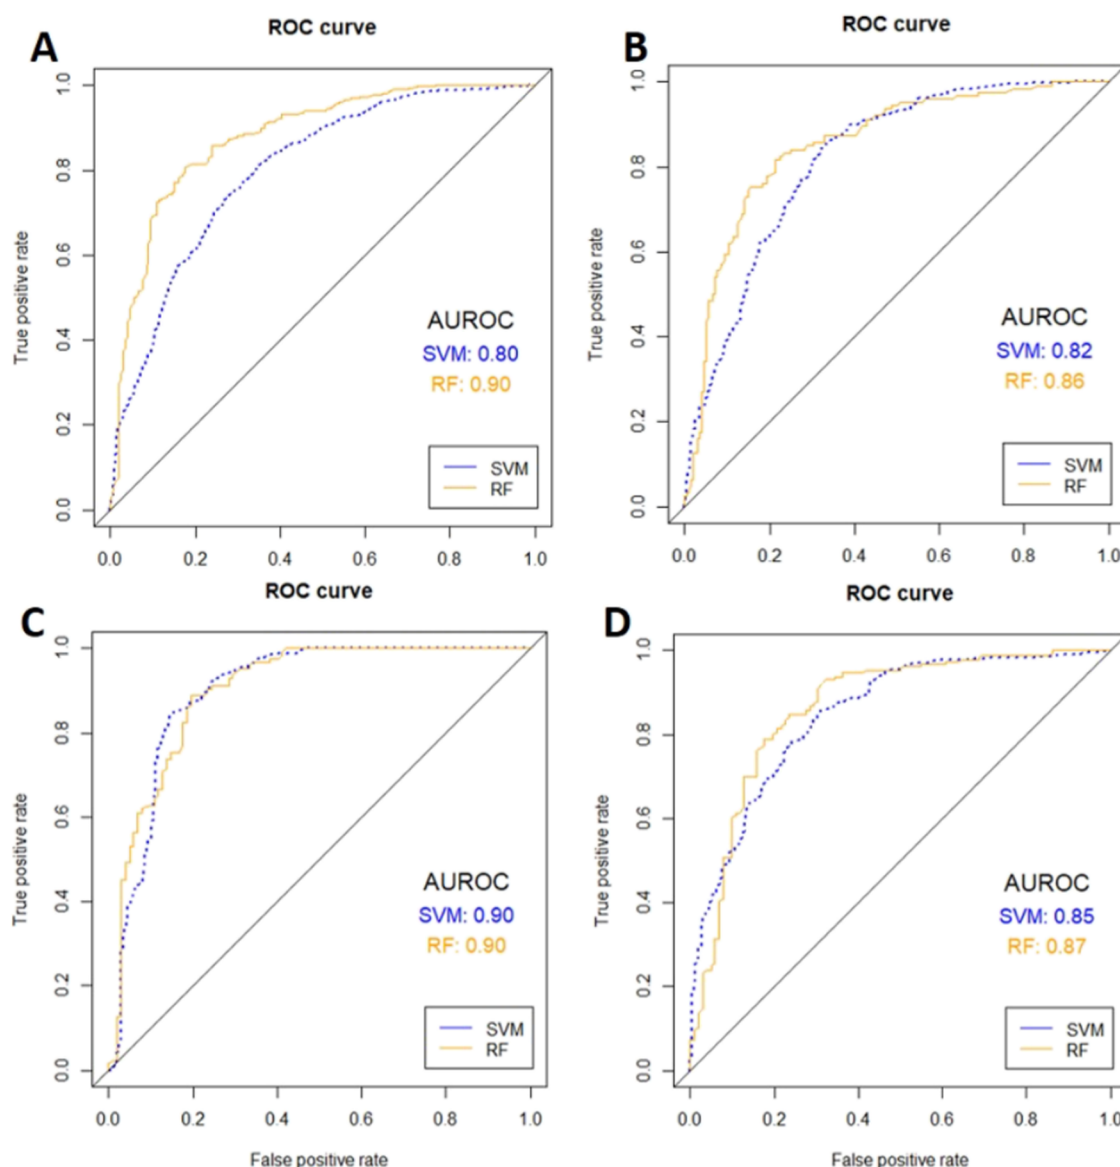 A
ROC curve
True positive rate
1.0
0.8
0.6
0.4
0.2
0.0
AUROC
SVM: 0.80
RF: 0.90
SVM
RF
0.0 0.2 0.4 0.6 0.8 1.0
B
ROC curve
True positive rate
1.0
0.8
0.6
0.4
0.2
0.0
AUROC
SVM: 0.82
RF: 0.86
SVM
RF
0.0 0.2 0.4 0.6 0.8 1.0
C
ROC curve
True positive rate
1.0
0.8
0.6
0.4
0.2
0.0
AUROC
SVM: 0.90
RF: 0.90
SVM
RF
0.0 0.2 0.4 0.6 0.8 1.0
False positive rate
D
ROC curve
True positive rate
1.0
0.8
0.6
0.4
0.2
0.0
AUROC
SVM: 0.85
RF: 0.87
SVM
RF
0.0 0.2 0.4 0.6 0.8 1.0
False positive rate